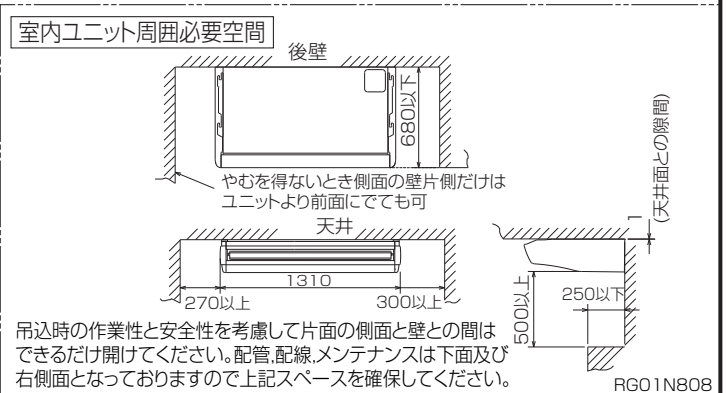 室内ユニット周囲必要空間
後壁
680以下
やむを得ないとき側面の壁片側だけは
ユニットより前面にでても可
天井
1310
270以上
300以上
1
(天井面との隙間)
500以上
250以下
吊込時の作業性と安全性を考慮して片面の側面と壁との間は
できるだけ開けてください。配管,配線,メンテナンスは下面及び
右側面となっておりますので上記スペースを確保してください。
RG01N808